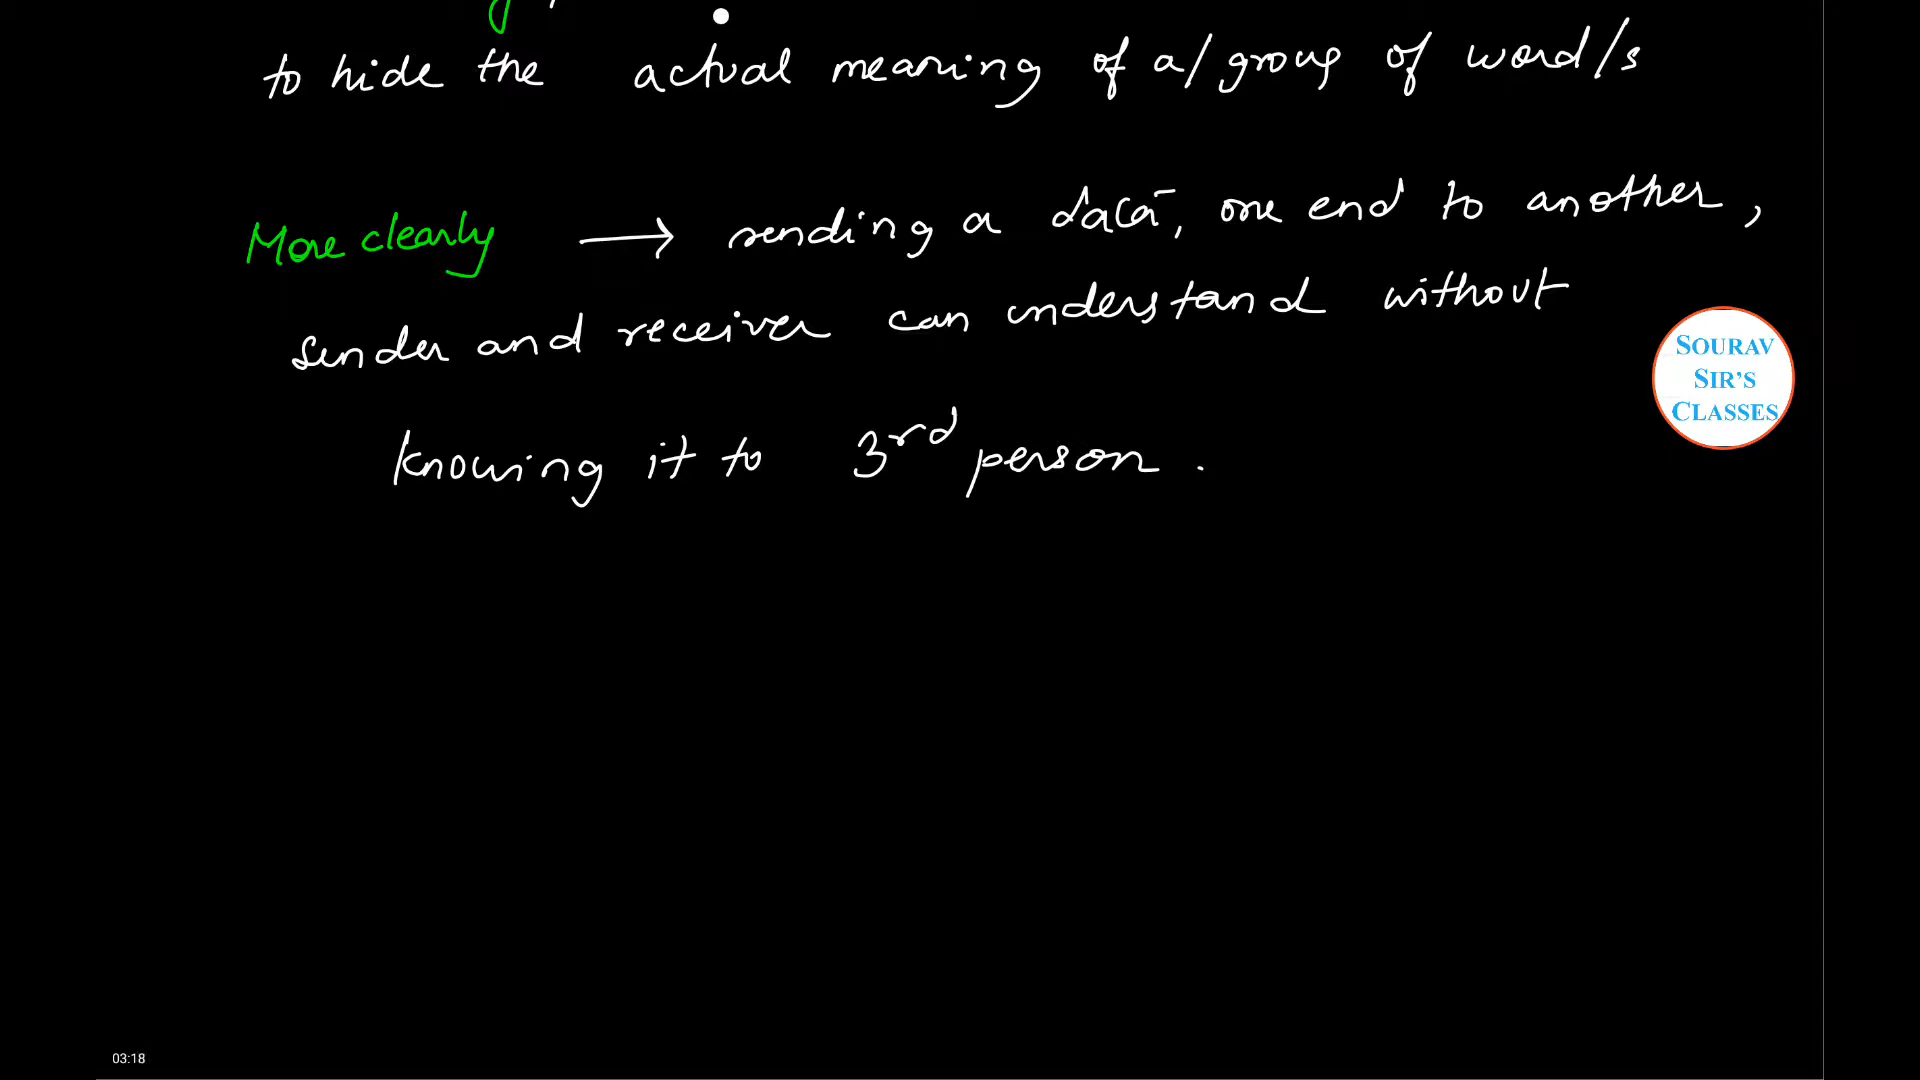 to hide the actual meaning of a/group of word/s
More clearly → sending a data, one end to another,
sender and receiver can understand without
SOURAV
SIR'S
CLASSES
knowing it to 3rd person.
03:18